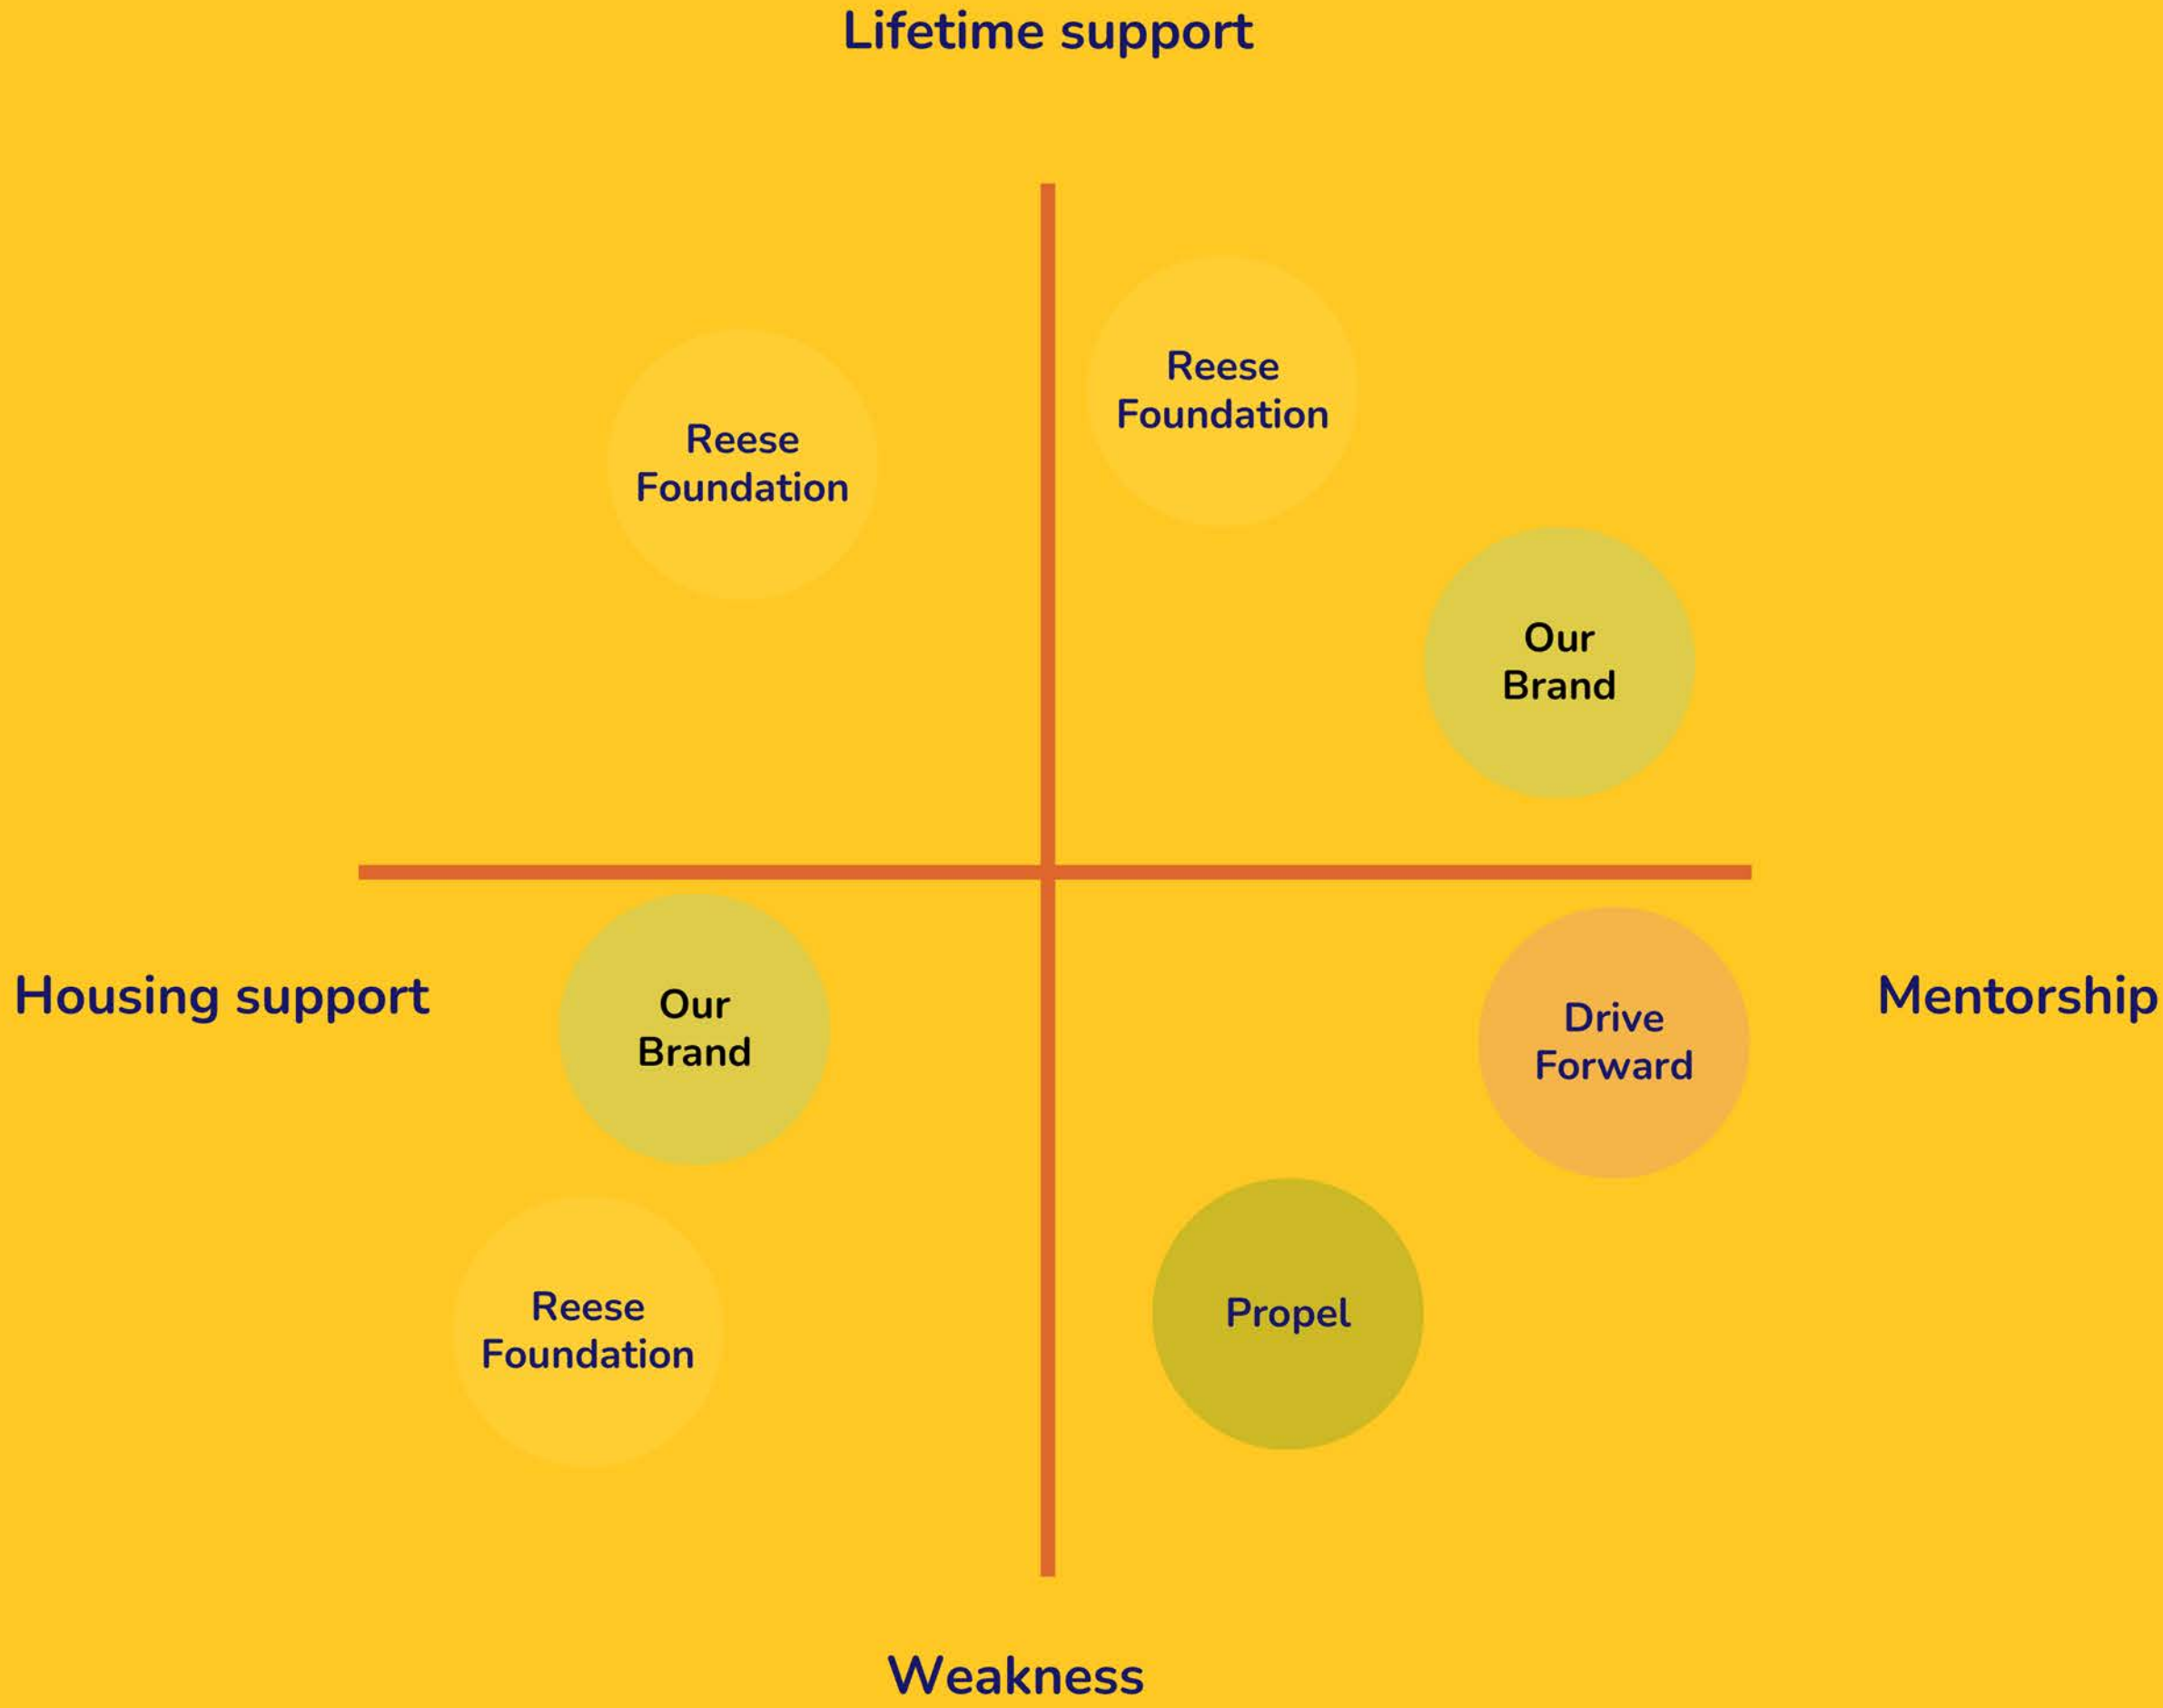 Lifetime support
Reese
Foundation
Reese
Foundation
Our
Brand
Housing support
Our
Brand
Drive
Forward
Mentorship
Reese
Foundation
Propel
Weakness